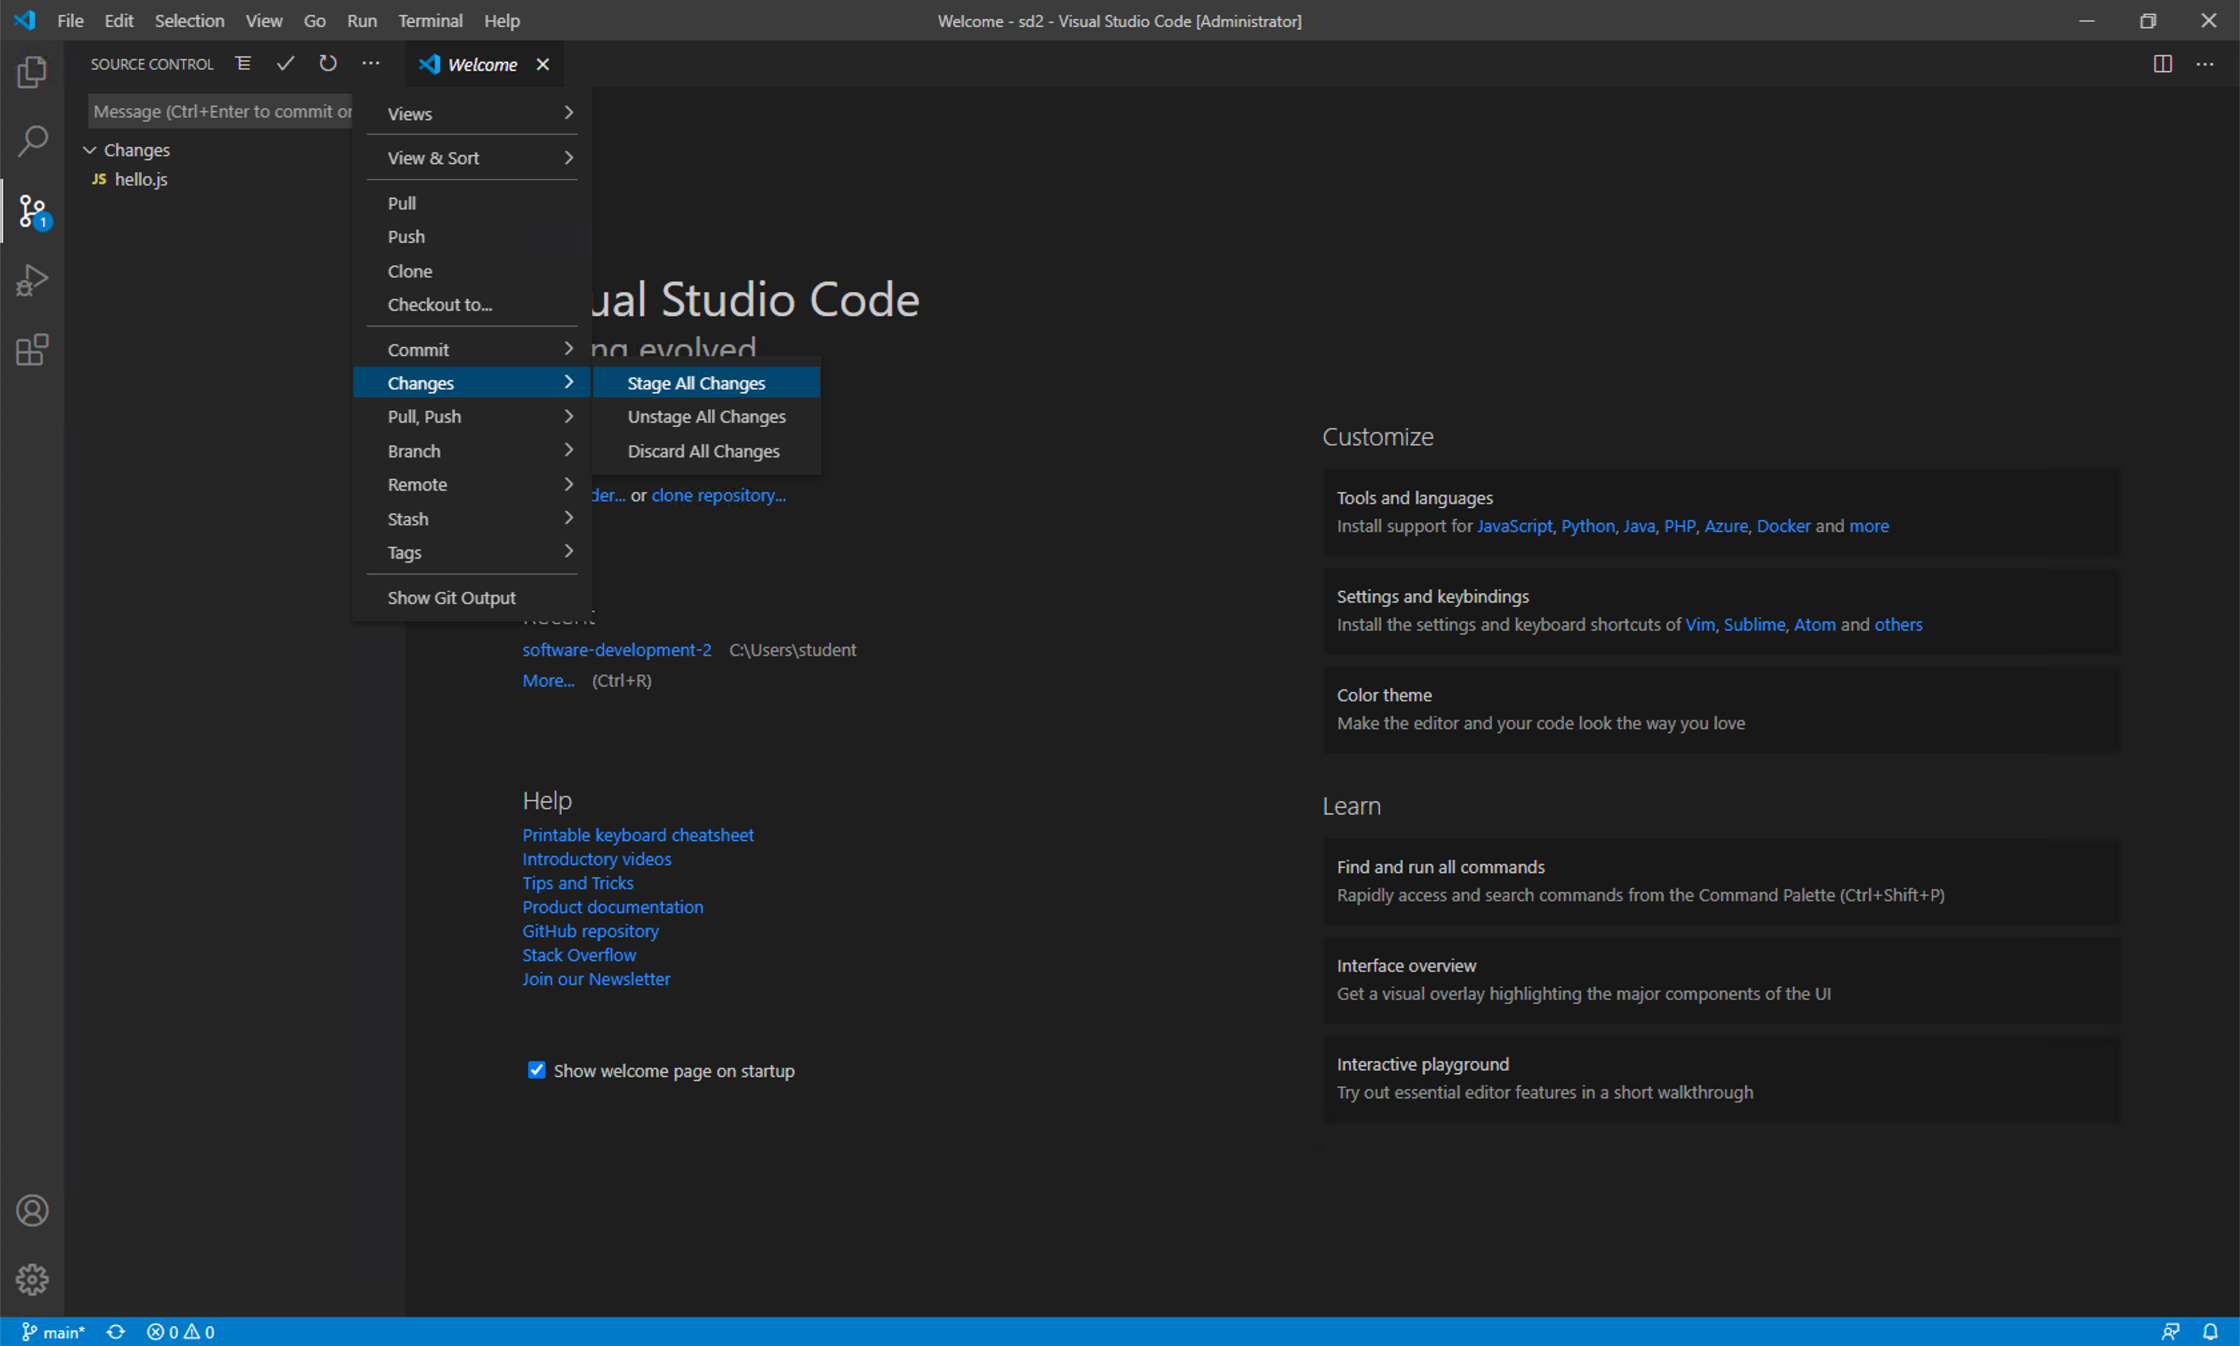 File Edit Selection View Go Run Terminal Help
Welcome - sd2 - Visual Studio Code [Administrator]
SOURCE CONTROL
Welcome
Message (Ctrl+Enter to commit or
Changes
JS hello.js
1
Views
View & Sort
Pull
Push
Clone
Checkout to...
Commit
Changes
Pull, Push
Branch
Remote
Stash
Tags
Show Git Output
Stage All Changes
Unstage All Changes
Discard All Changes
ual Studio Code
ng evolved
der... or clone repository...
Recent
software-development-2 C:\Users\student
More... (Ctrl+R)
Help
Printable keyboard cheatsheet
Introductory videos
Tips and Tricks
Product documentation
GitHub repository
Stack Overflow
Join our Newsletter
Show welcome page on startup
Customize
Tools and languages
Install support for JavaScript, Python, Java, PHP, Azure, Docker and more
Settings and keybindings
Install the settings and keyboard shortcuts of Vim, Sublime, Atom and others
Color theme
Make the editor and your code look the way you love
Learn
Find and run all commands
Rapidly access and search commands from the Command Palette (Ctrl+Shift+P)
Interface overview
Get a visual overlay highlighting the major components of the UI
Interactive playground
Try out essential editor features in a short walkthrough
main* 0 0